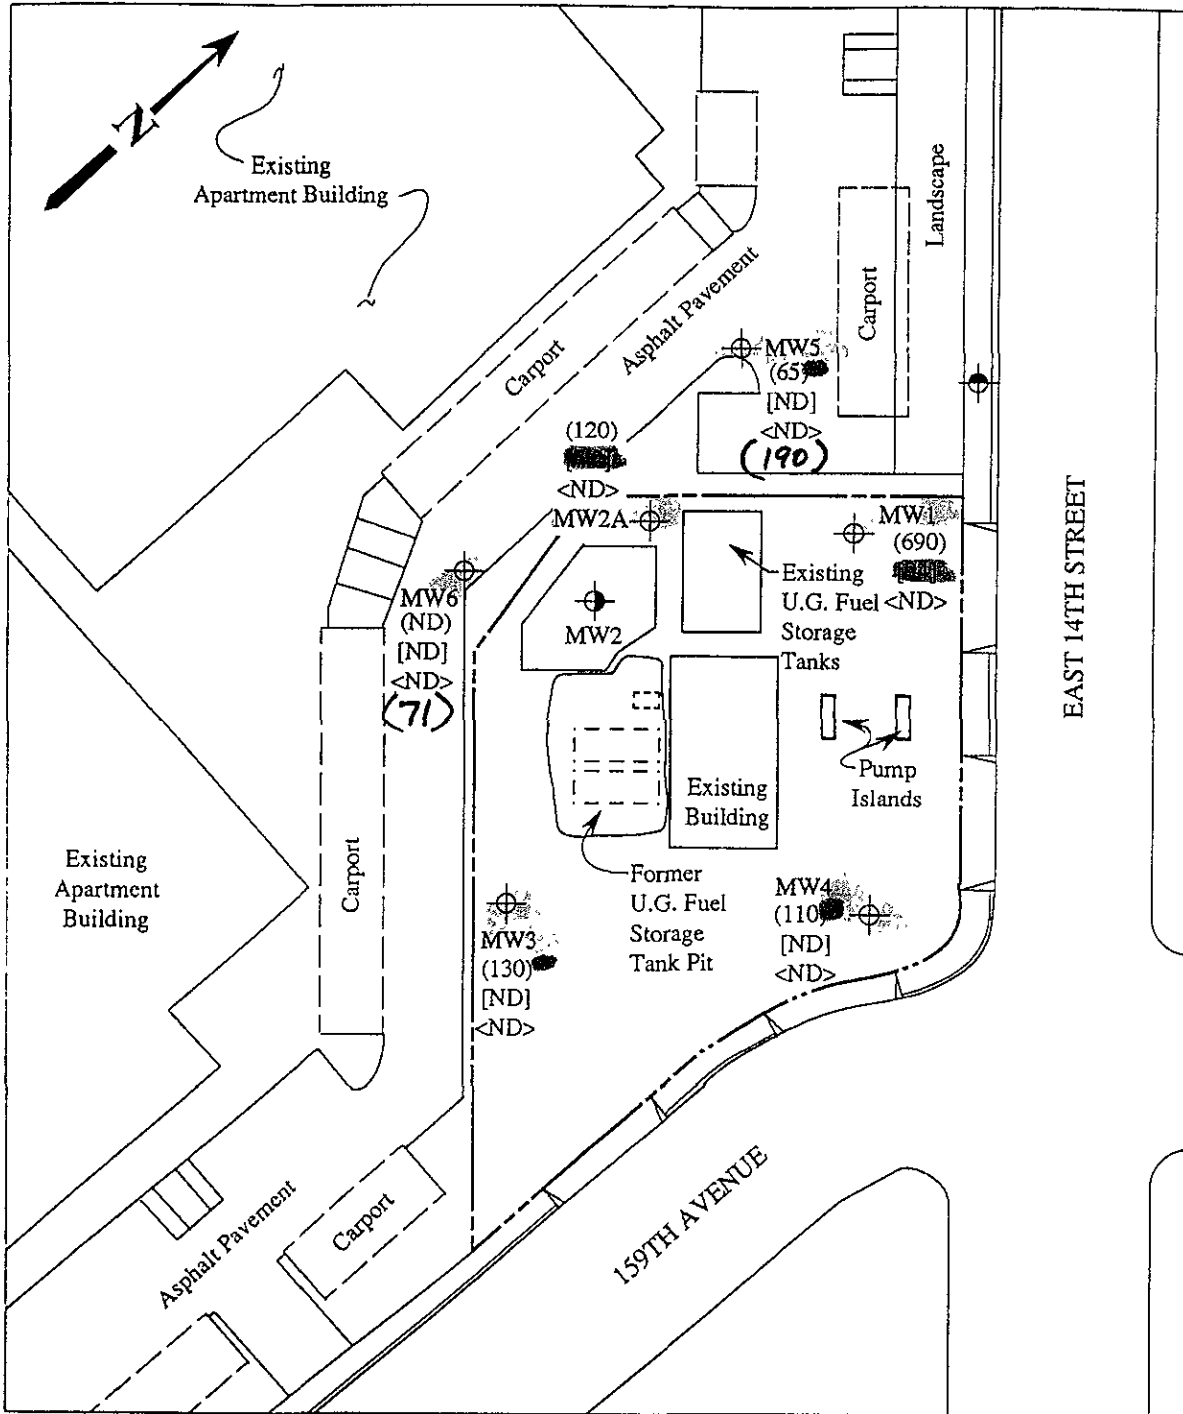 N
Existing
Apartment Building
Landscape
Carport
Asphalt Pavement
Carport
MW5
(65)
[ND]
<ND>
(190)
(120)
<ND>
MW2A
MW1
(690)
<ND>
EAST 14TH STREET
Existing
U.G. Fuel
Storage
Tanks
MW6
(ND)
[ND]
<ND>
(71)
MW2
Pump
Islands
Existing
Building
Carport
Existing
Apartment
Building
Former
U.G. Fuel
Storage
Tank Pit
MW4
(110)
[ND]
<ND>
MW3
(130)
[ND]
<ND>
159TH AVENUE
Asphalt Pavement
Carport